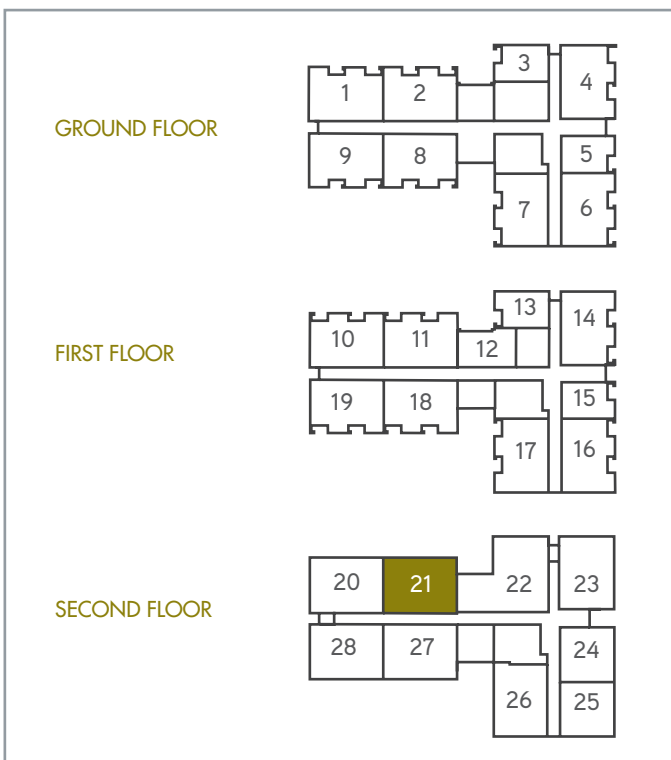 GROUND FLOOR
1 2 3 4
9 8 7 5 6
FIRST FLOOR
10 11 12 13 14
19 18 17 15 16
SECOND FLOOR
20 21 22 23
28 27 26 24 25